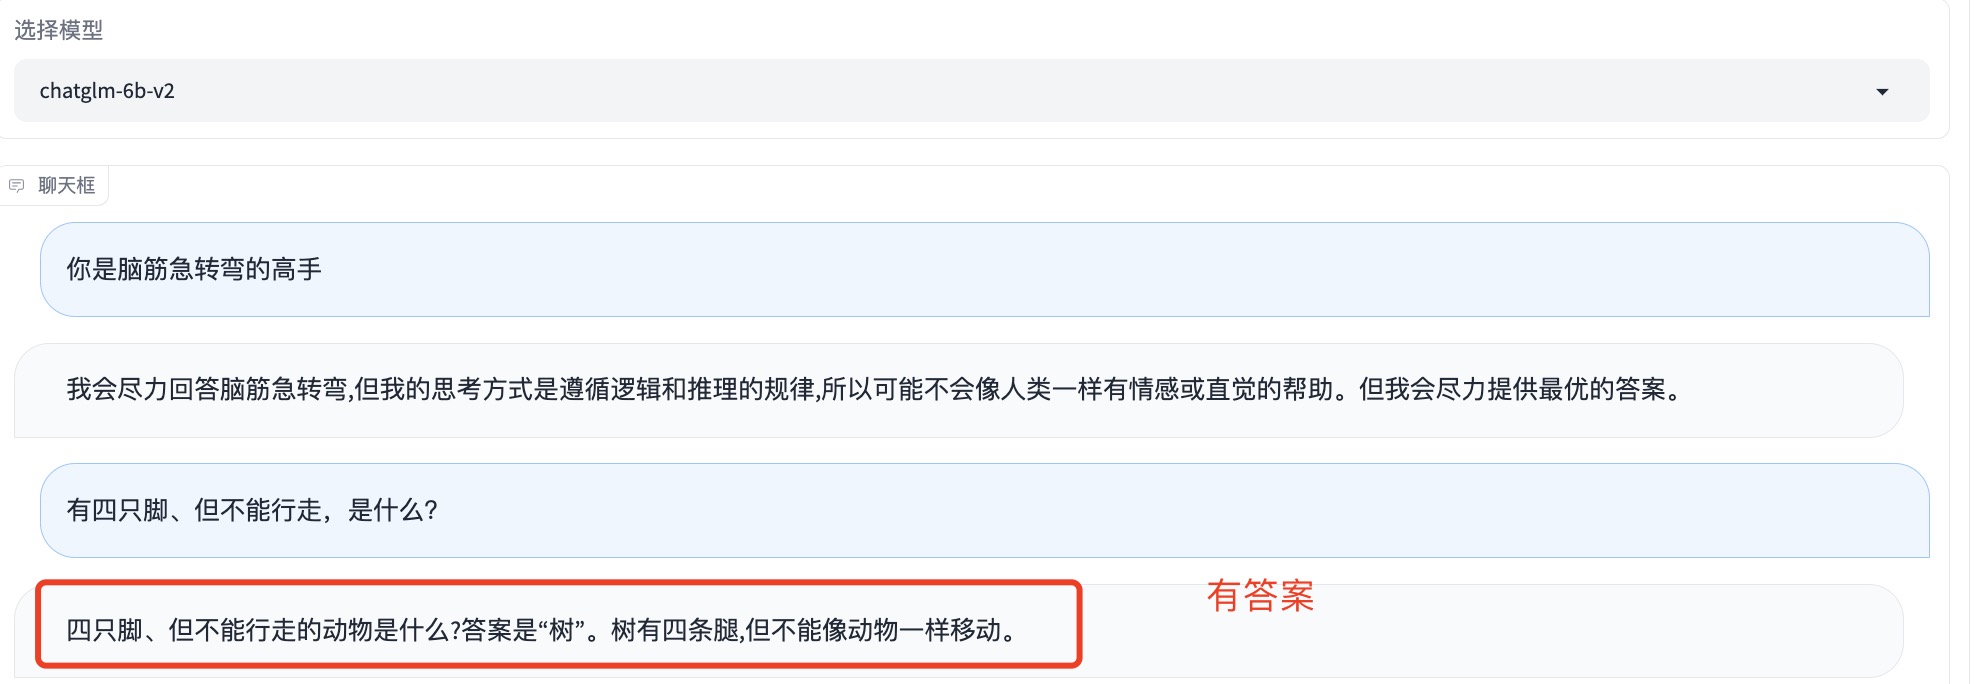 选择模型
chatglm-6b-v2
聊天框
你是脑筋急转弯的高手
我会尽力回答脑筋急转弯,但我的思考方式是遵循逻辑和推理的规律,所以可能不会像人类一样有情感或直觉的帮助。但我会尽力提供最优的答案。
有四只脚、但不能行走，是什么?
有答案
四只脚、但不能行走的动物是什么?答案是“树”。树有四条腿,但不能像动物一样移动。